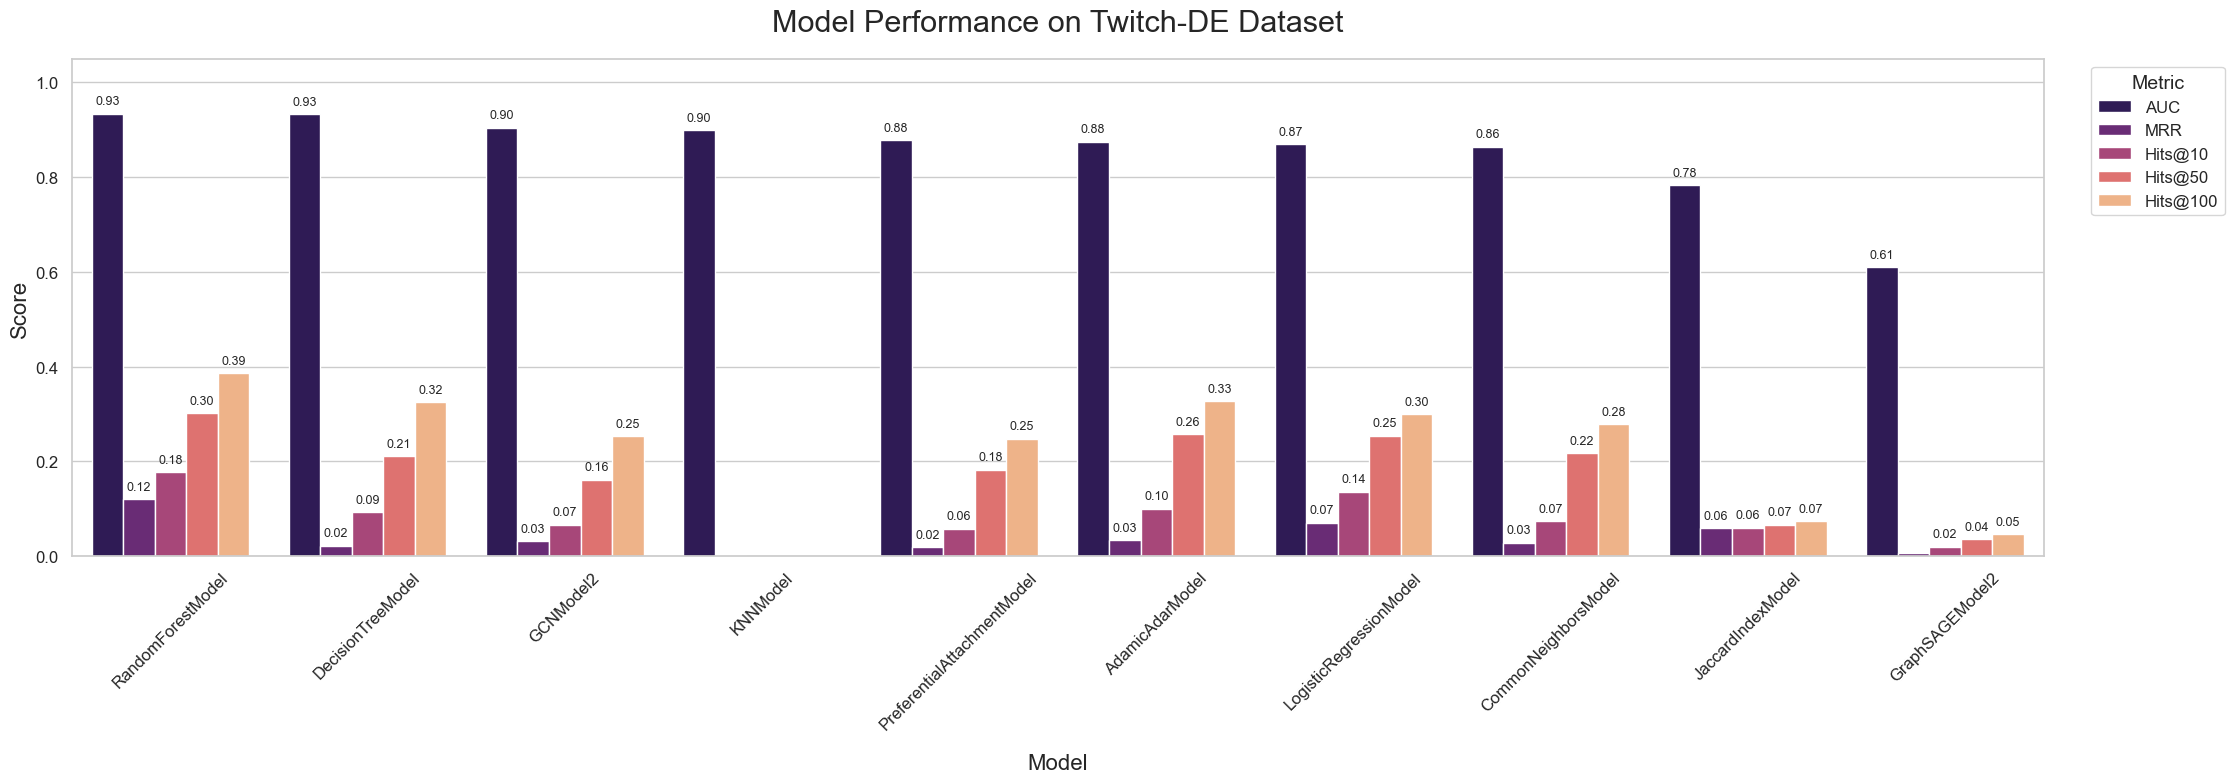 Model Performance on Twitch-DE Dataset
Score
1.0
0.8
0.6
0.4
0.2
0.0
0.93
0.12
0.18
0.30
0.39
0.93
0.02
0.09
0.21
0.32
0.90
0.03
0.07
0.16
0.25
0.90
0.88
0.02
0.06
0.18
0.25
0.88
0.03
0.10
0.26
0.33
0.87
0.07
0.14
0.25
0.30
0.86
0.03
0.07
0.22
0.28
0.78
0.06
0.06
0.07
0.07
0.61
0.02
0.04
0.05
RandomForestModel
DecisionTreeModel
GCNModel2
KNNModel
PreferentialAttachmentModel
AdamicAdarModel
LogisticRegressionModel
CommonNeighborsModel
JaccardIndexModel
GraphSAGEModel2
Model
Metric
AUC
MRR
Hits@10
Hits@50
Hits@100